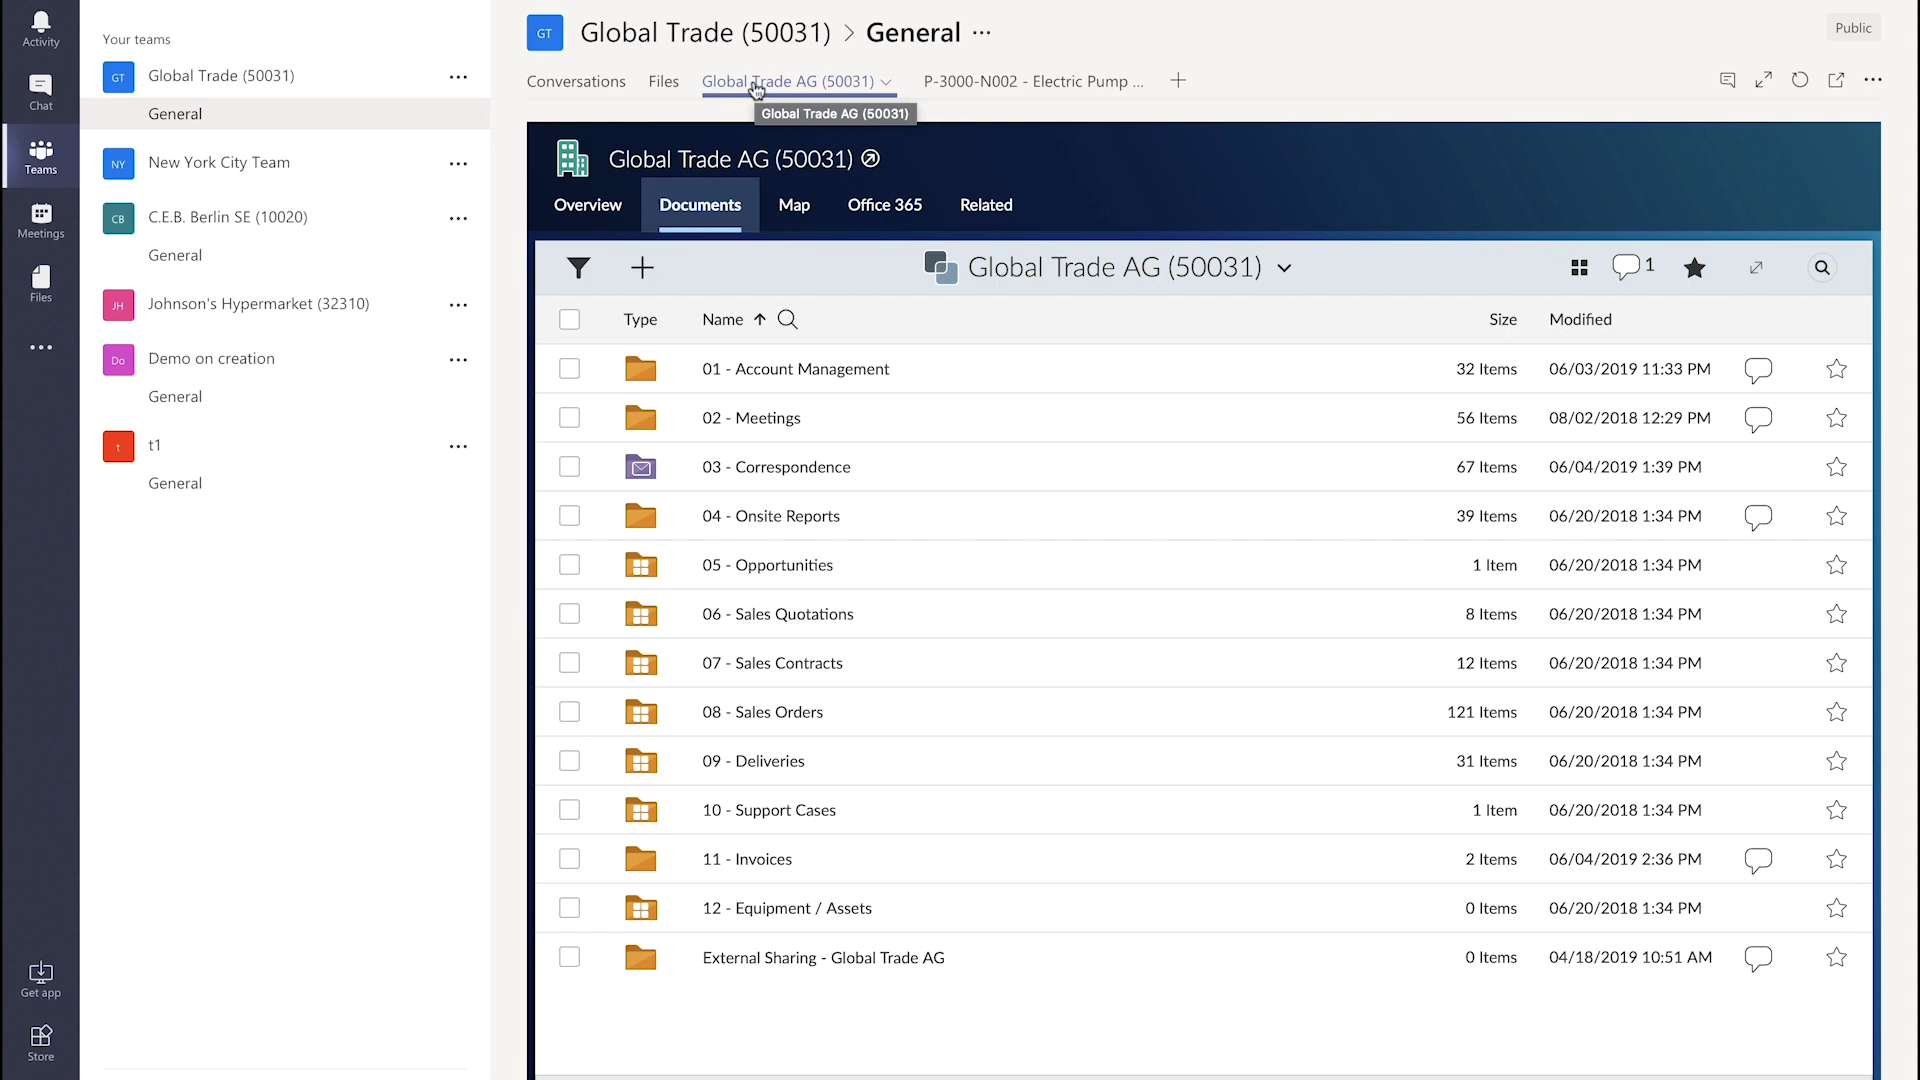 Activity
Chat
Teams
Meetings
Files
Get app
Store
Your teams
GT Global Trade (50031)
General
NY New York City Team
CB C.E.B. Berlin SE (10020)
General
JH Johnson's Hypermarket (32310)
Do Demo on creation
General
t t1
General
GT Global Trade (50031) > General
Public
Conversations Files Global Trade AG (50031) P-3000-N002 - Electric Pump ...
Global Trade AG (50031)
Global Trade AG (50031)
Overview Documents Map Office 365 Related
Global Trade AG (50031) 1
Type Name Size Modified
01 - Account Management 32 Items 06/03/2019 11:33 PM
02 - Meetings 56 Items 08/02/2018 12:29 PM
03 - Correspondence 67 Items 06/04/2019 1:39 PM
04 - Onsite Reports 39 Items 06/20/2018 1:34 PM
05 - Opportunities 1 Item 06/20/2018 1:34 PM
06 - Sales Quotations 8 Items 06/20/2018 1:34 PM
07 - Sales Contracts 12 Items 06/20/2018 1:34 PM
08 - Sales Orders 121 Items 06/20/2018 1:34 PM
09 - Deliveries 31 Items 06/20/2018 1:34 PM
10 - Support Cases 1 Item 06/20/2018 1:34 PM
11 - Invoices 2 Items 06/04/2019 2:36 PM
12 - Equipment / Assets 0 Items 06/20/2018 1:34 PM
External Sharing - Global Trade AG 0 Items 04/18/2019 10:51 AM